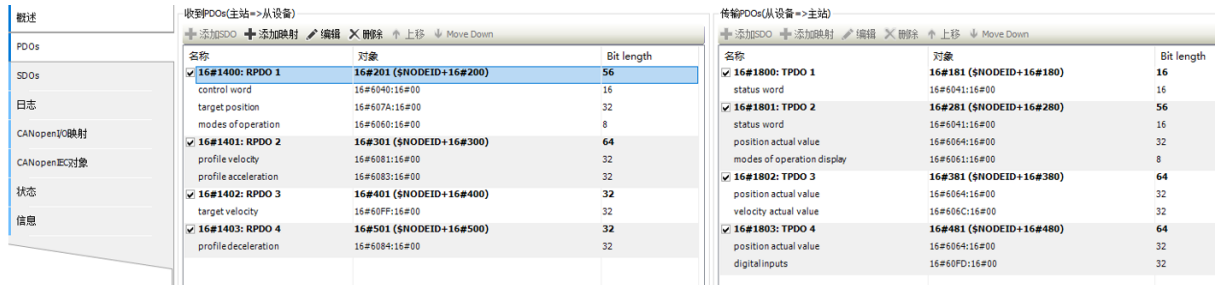 概述
PDOs
SDOs
日志
CANopenI/O映射
CANopenIEC对象
状态
信息
收到PDOs(主站=>从设备)
添加SDO 添加映射 编辑 删除 上移 Move Down
名称 对象 Bit length
16#1400: RPDO 1 16#201 ($NODEID+16#200) 56
control word 16#6040:16#00 16
target position 16#607A:16#00 32
modes of operation 16#6060:16#00 8
16#1401: RPDO 2 16#301 ($NODEID+16#300) 64
profile velocity 16#6081:16#00 32
profile acceleration 16#6083:16#00 32
16#1402: RPDO 3 16#401 ($NODEID+16#400) 32
target velocity 16#60FF:16#00 32
16#1403: RPDO 4 16#501 ($NODEID+16#500) 32
profile deceleration 16#6084:16#00 32
传输PDOs(从设备=>主站)
添加SDO 添加映射 编辑 删除 上移 Move Down
名称 对象 Bit length
16#1800: TPDO 1 16#181 ($NODEID+16#180) 16
status word 16#6041:16#00 16
16#1801: TPDO 2 16#281 ($NODEID+16#280) 56
status word 16#6041:16#00 16
position actual value 16#6064:16#00 32
modes of operation display 16#6061:16#00 8
16#1802: TPDO 3 16#381 ($NODEID+16#380) 64
position actual value 16#6064:16#00 32
velocity actual value 16#606C:16#00 32
16#1803: TPDO 4 16#481 ($NODEID+16#480) 64
position actual value 16#6064:16#00 32
digitalinputs 16#60FD:16#00 32